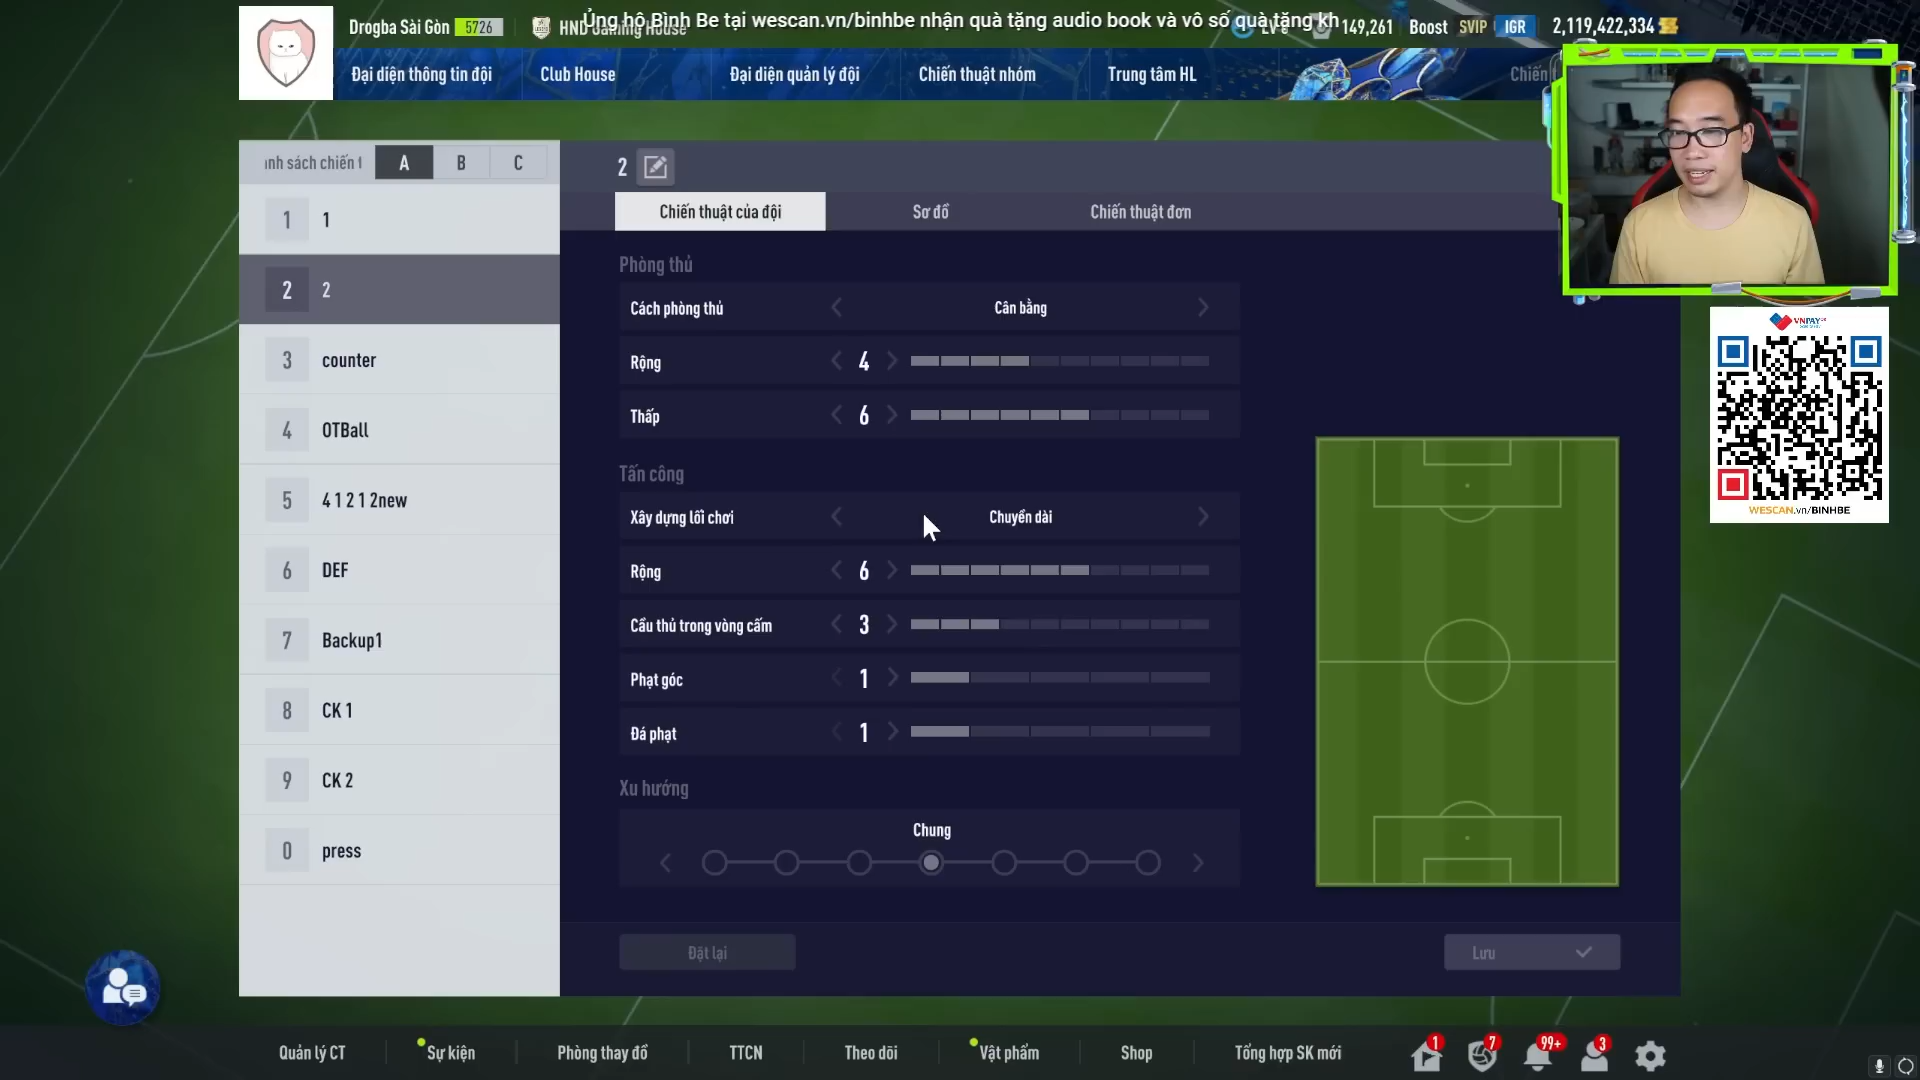 Drogba Sài Gòn 5726
HND Gaming House
Ủng hộ Bình Be tại wescan.vn/binhbe nhận quà tặng audio book và vô số quà tặng kh
149,261 Boost SVIP IGR 2,119,422,334
Đại diện thông tin đội
Club House
Đại diện quản lý đội
Chiến thuật nhóm
Trung tâm HL
Chiến
A B C
1 1
2 2
3 counter
4 OTBall
5 4 1 2 1 2new
6 DEF
7 Backup1
8 CK 1
9 CK 2
0 press
2
Chiến thuật của đội
Sơ đồ
Chiến thuật đơn
Phòng thủ
Cách phòng thủ Cân bằng
Rộng 4
Thấp 6
Tấn công
Xây dựng lối chơi Chuyền dài
Rộng 6
Cầu thủ trong vòng cấm 3
Phạt góc 1
Đá phạt 1
Xu hướng
Chung
Đặt lại
Lưu
VNPAY
WESCAN.vn/BINHBE
Quản lý CT
Sự kiện
Phòng thay đồ
TTCN
Theo dõi
Vật phẩm
Shop
Tổng hợp SK mới
1
7
99+
3